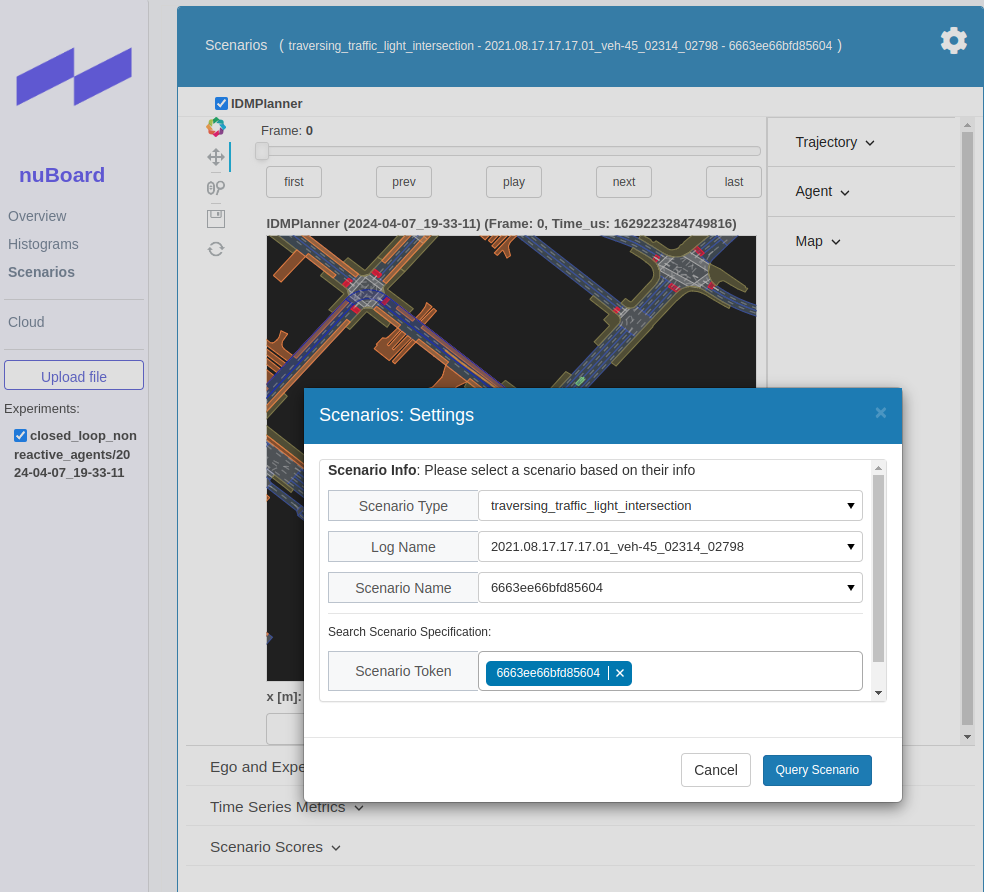 nuBoard
Overview
Histograms
Scenarios
Cloud
Upload file
Experiments:
closed_loop_non
reactive_agents/20
24-04-07_19-33-11
Scenarios ( traversing_traffic_light_intersection - 2021.08.17.17.17.01_veh-45_02314_02798 - 6663ee66bfd85604 )
IDMPlanner
Frame: 0
first prev play next last
IDMPlanner (2024-04-07_19-33-11) (Frame: 0, Time_us: 1629223284749816)
Trajectory
Agent
Map
x [m]:
Ego and Expe
Time Series Metrics
Scenario Scores
Scenarios: Settings ×
Scenario Info: Please select a scenario based on their info
Scenario Type traversing_traffic_light_intersection
Log Name 2021.08.17.17.17.01_veh-45_02314_02798
Scenario Name 6663ee66bfd85604
Search Scenario Specification:
Scenario Token 6663ee66bfd85604 | ×
Cancel Query Scenario